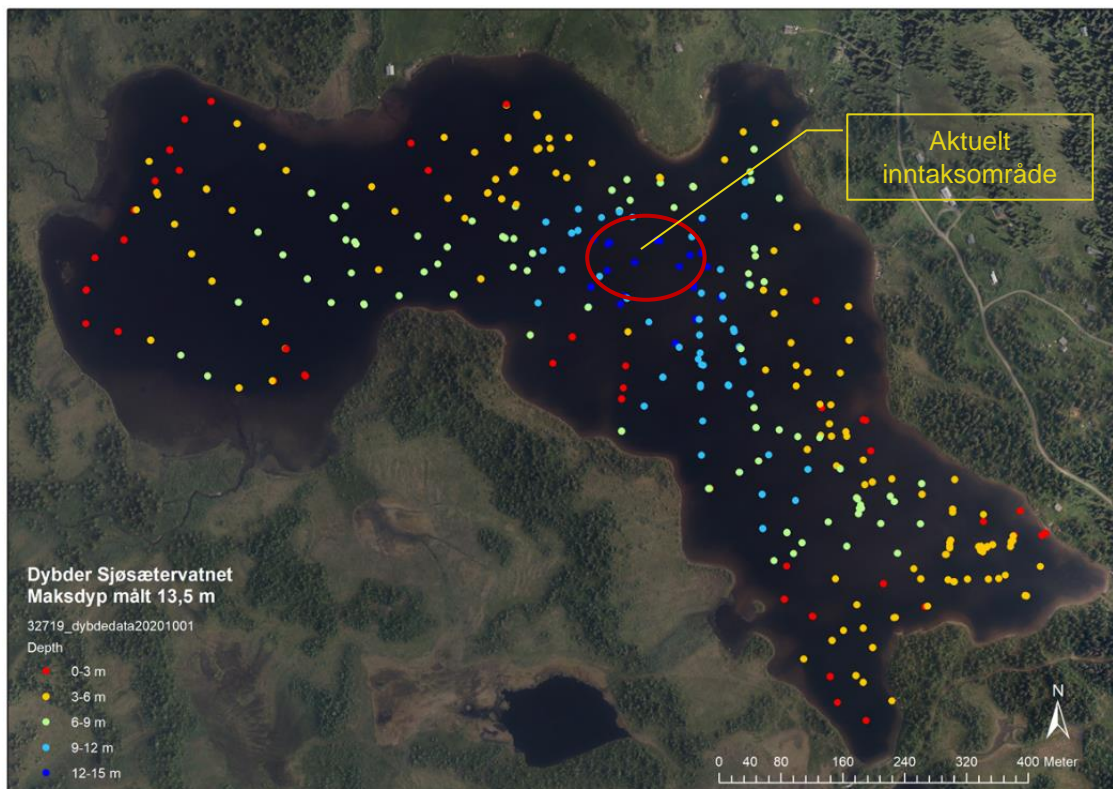 Aktuelt
inntaksområde
Dybder Sjøsætervatnet
Maksdyp målt 13,5 m
32719_dybdedata20201001
Depth
0-3 m
3-6 m
6-9 m
9-12 m
12-15 m
N
0 40 80 160 240 320 400 Meter